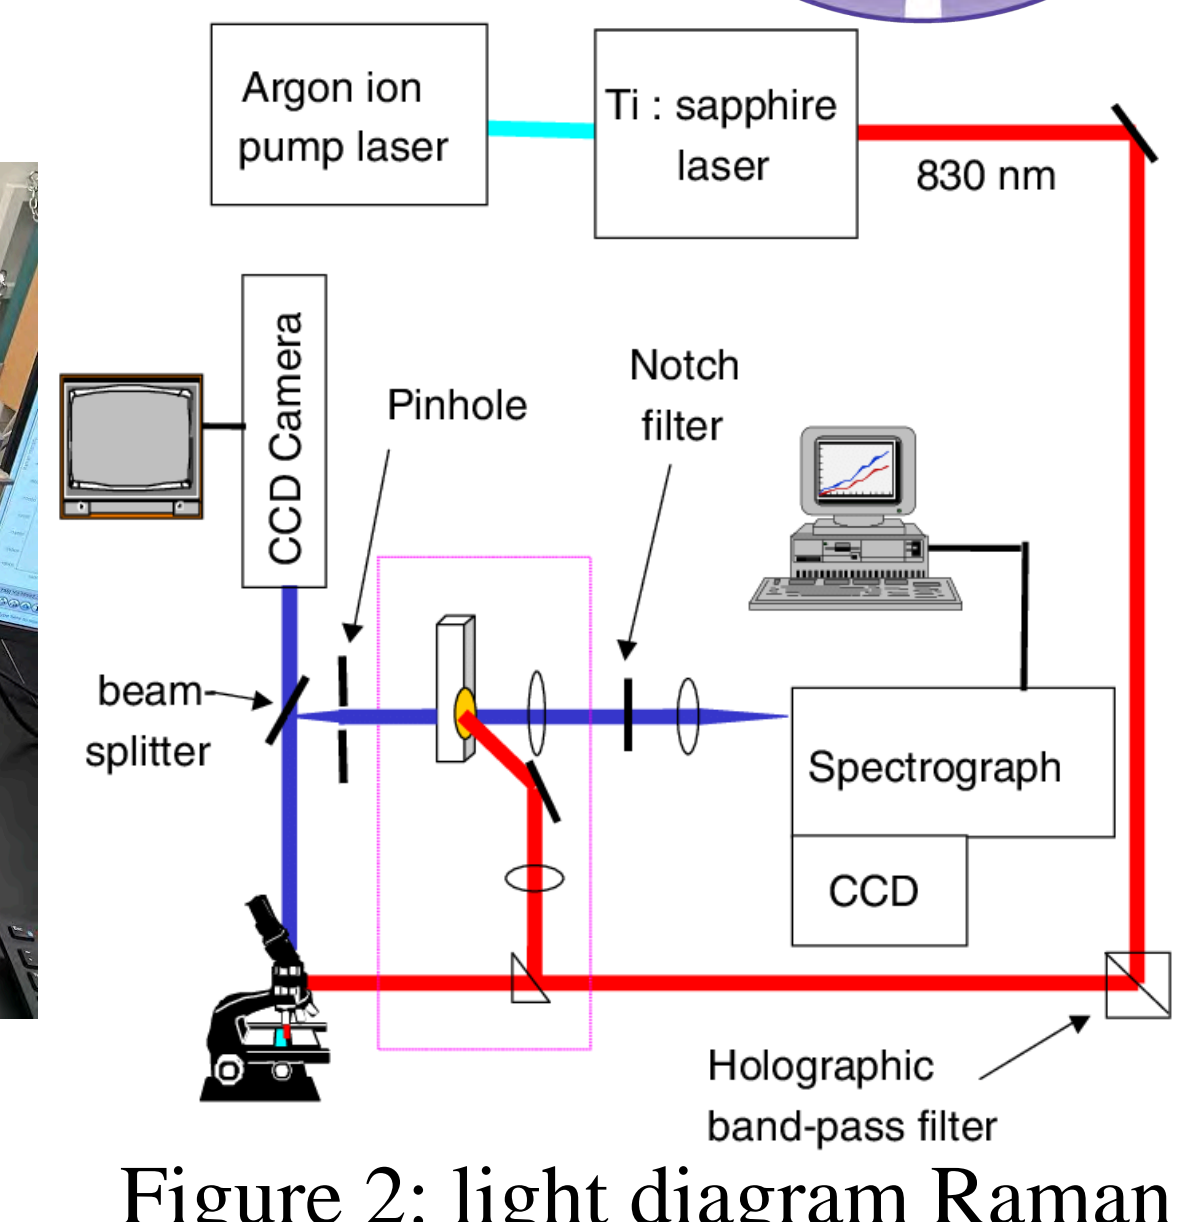 Argon ion
pump laser
Ti : sapphire
laser
830 nm
CCD Camera
Pinhole
Notch
filter
beam-
splitter
Spectrograph
CCD
Holographic
band-pass filter
Figure 2: light diagram Raman